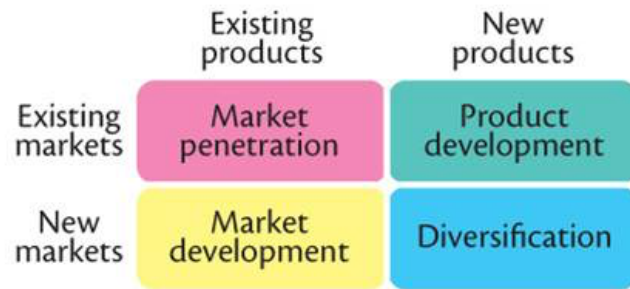 Existing
products
New
products
Existing
markets
Market
penetration
Product
development
New
markets
Market
development
Diversification